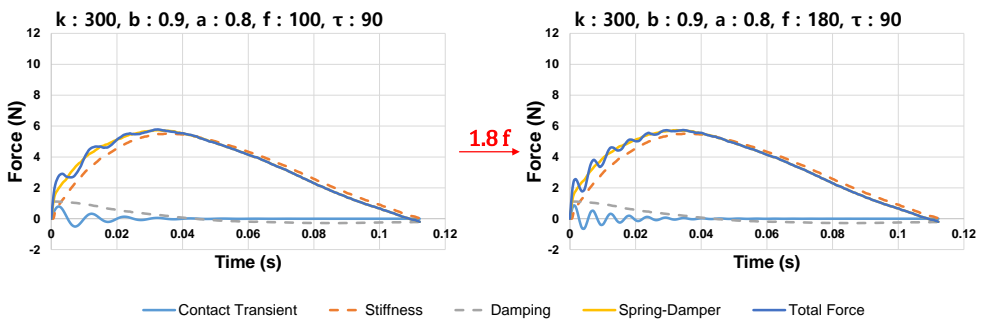 k : 300, b : 0.9, a : 0.8, f : 100, τ : 90
12
10
8
6
4
2
0
-2
0
0.02
0.04
0.06
0.08
0.1
0.12
Force (N)
Time (s)
1.8 f
k : 300, b : 0.9, a : 0.8, f : 180, τ : 90
12
10
8
6
4
2
0
-2
0
0.02
0.04
0.06
0.08
0.1
0.12
Force (N)
Time (s)
Contact Transient
Stiffness
Damping
Spring-Damper
Total Force